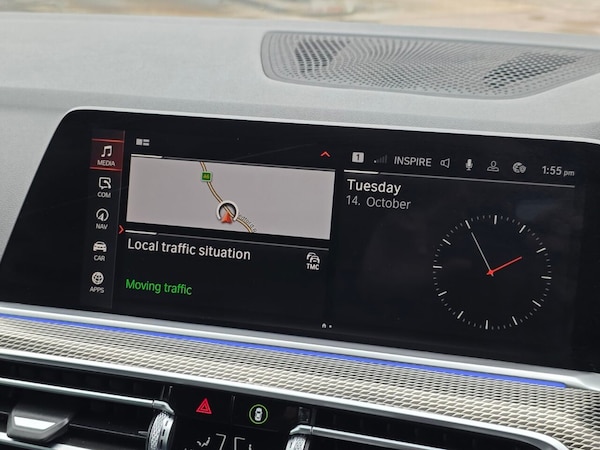 MEDIA
COM
NAV
CAR
APPS
1
INSPIRE
1:55 pm
Local traffic situation
TMC
Moving traffic
Tuesday
14. October